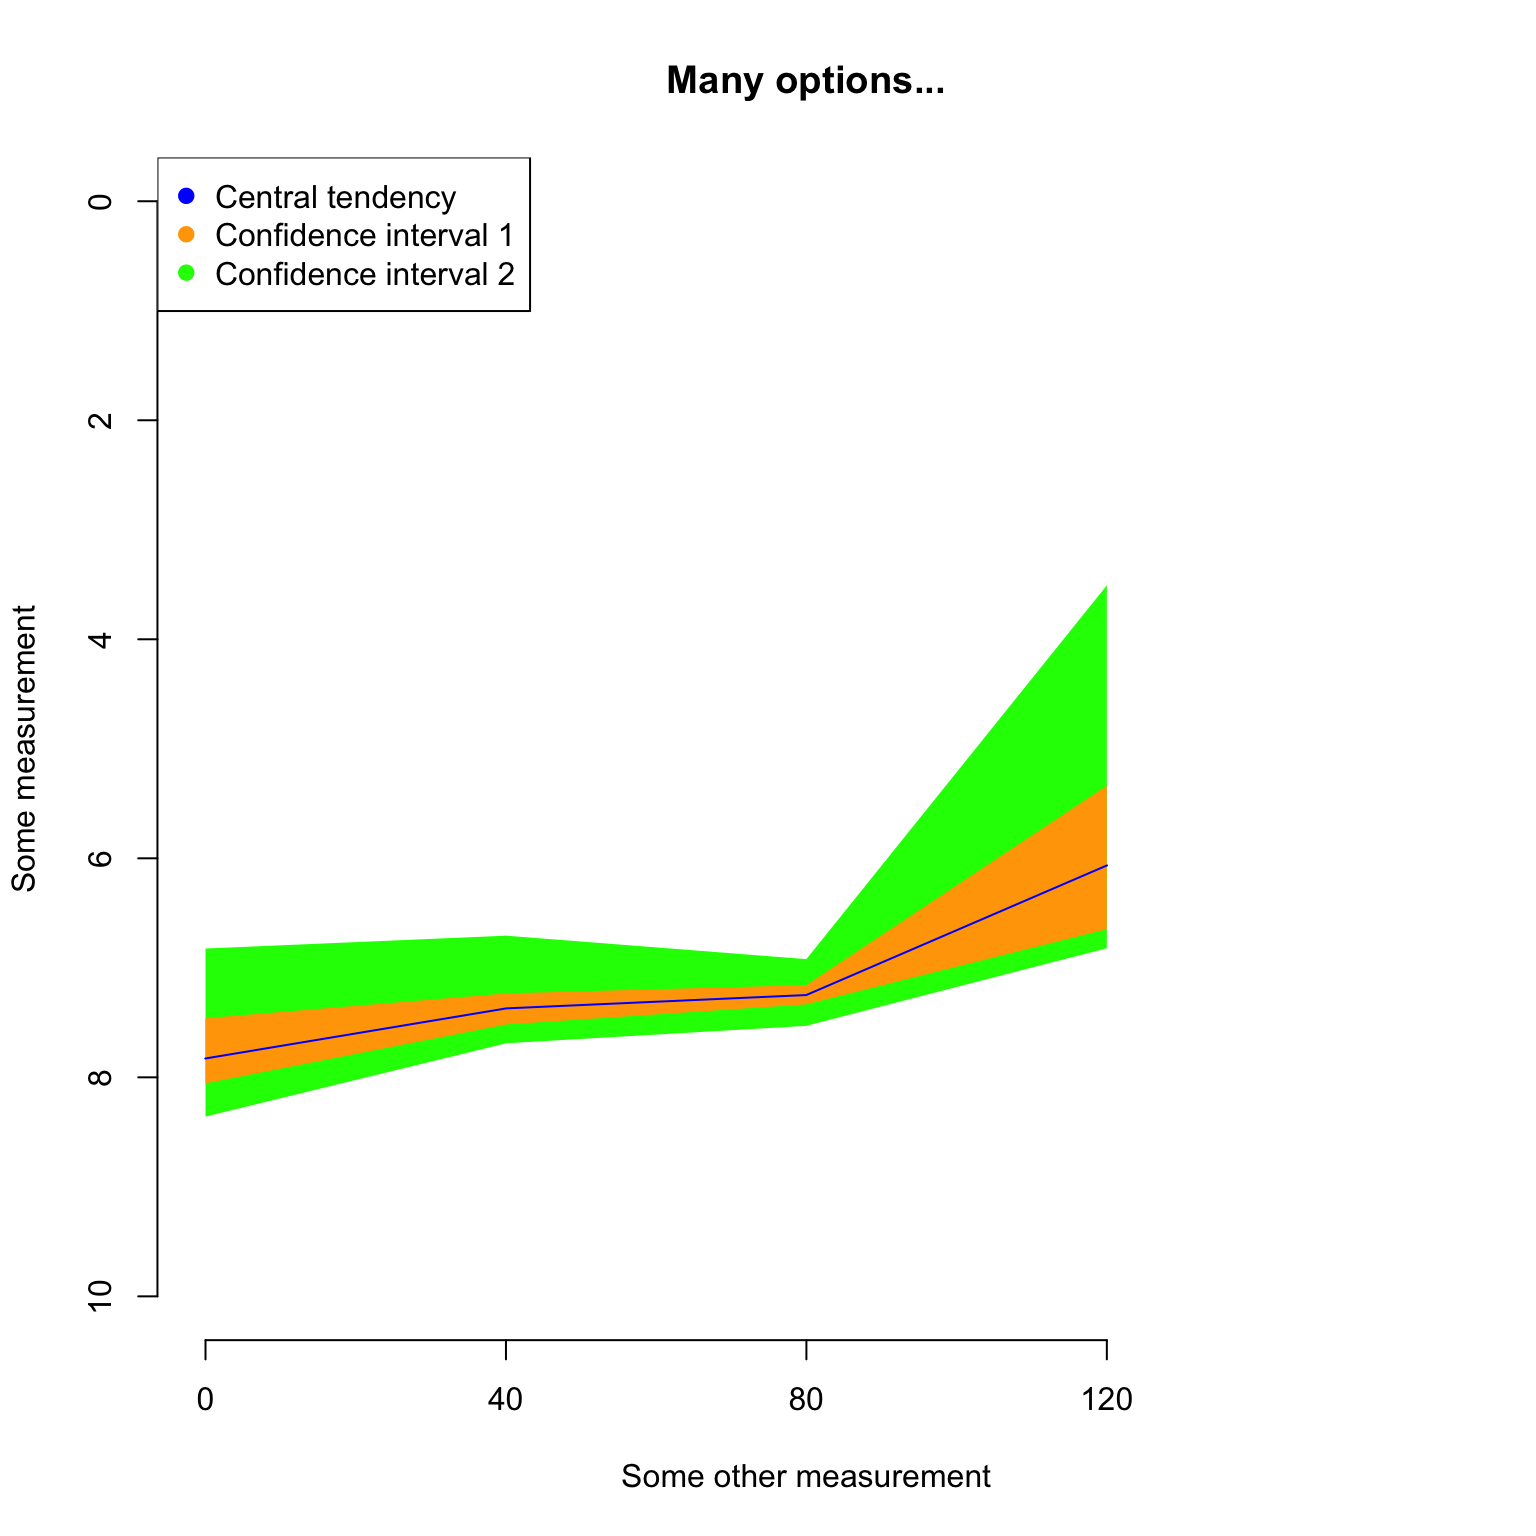 Many options...
Central tendency
Confidence interval 1
Confidence interval 2
0
2
4
6
8
10
Some measurement
0 40 80 120
Some other measurement